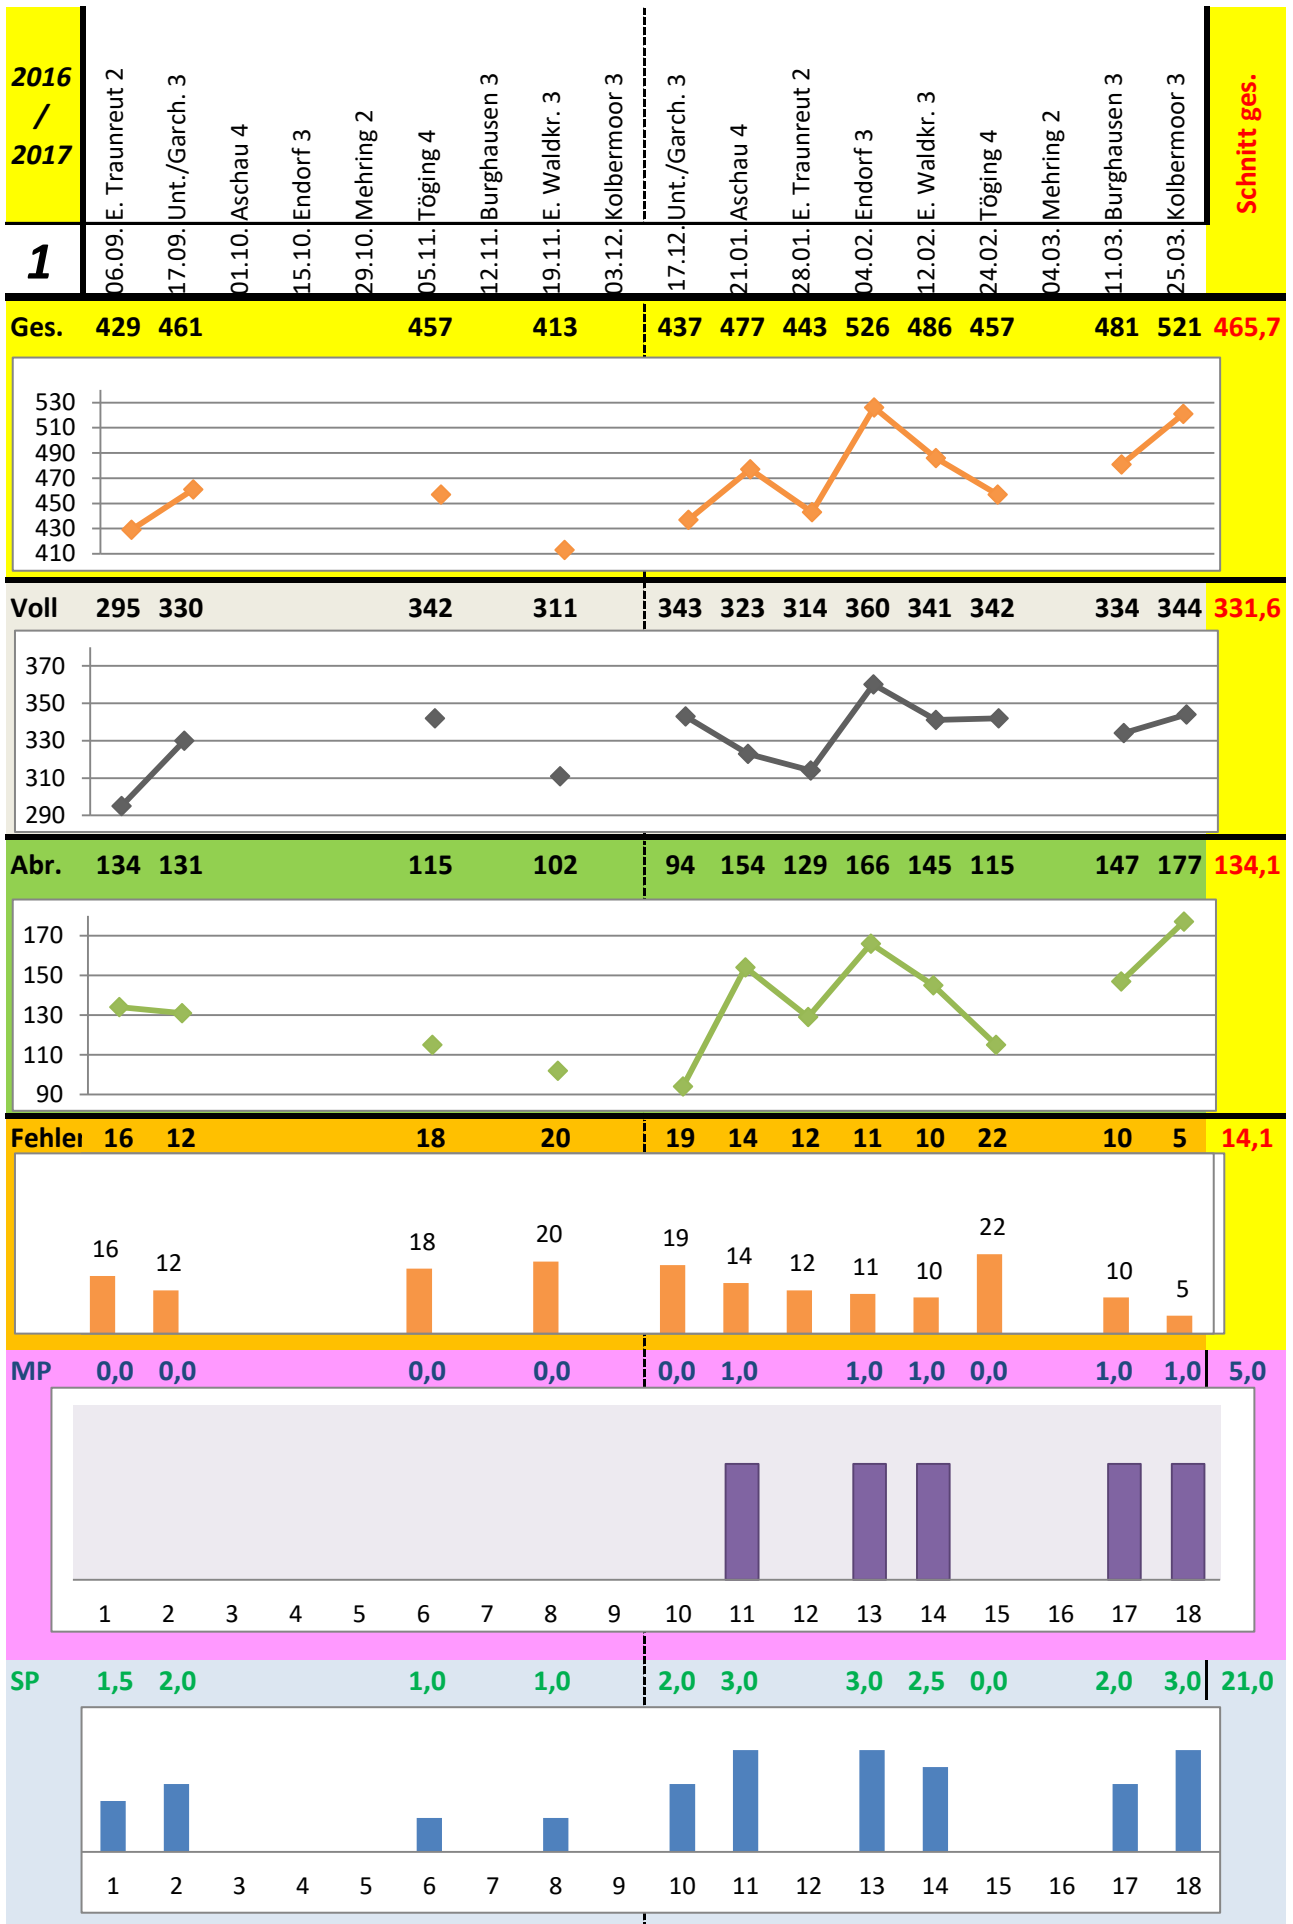 2016
/
2017
1
06.09. E. Traunreut 2
17.09. Unt./Garch. 3
01.10. Aschau 4
15.10. Endorf 3
29.10. Mehring 2
05.11. Töging 4
12.11. Burghausen 3
19.11. E. Waldkr. 3
03.12. Kolbermoor 3
17.12. Unt./Garch. 3
21.01. Aschau 4
28.01. E. Traunreut 2
04.02. Endorf 3
12.02. E. Waldkr. 3
24.02. Töging 4
04.03. Mehring 2
11.03. Burghausen 3
25.03. Kolbermoor 3
Schnitt ges.
Ges. 429 461 457 413 437 477 443 526 486 457 481 521 465,7
530
510
490
470
450
430
410
Voll 295 330 342 311 343 323 314 360 341 342 334 344 331,6
370
350
330
310
290
Abr. 134 131 115 102 94 154 129 166 145 115 147 177 134,1
170
150
130
110
90
Fehler 16 12 18 20 19 14 12 11 10 22 10 5 14,1
16 12 18 20 19 14 12 11 10 22 10 5
MP 0,0 0,0 0,0 0,0 0,0 1,0 1,0 1,0 0,0 1,0 1,0 5,0
1 2 3 4 5 6 7 8 9 10 11 12 13 14 15 16 17 18
SP 1,5 2,0 1,0 1,0 2,0 3,0 3,0 2,5 0,0 2,0 3,0 21,0
1 2 3 4 5 6 7 8 9 10 11 12 13 14 15 16 17 18